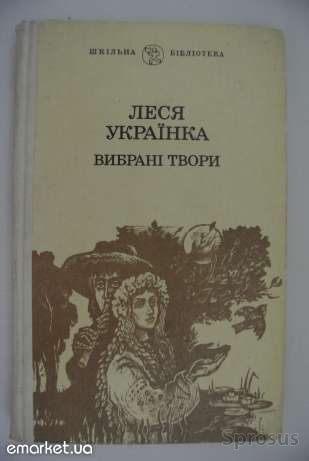 ШКІЛЬНА БІБЛІОТЕКА
ЛЕСЯ
УКРАЇНКА
ВИБРАНІ ТВОРИ
Sprosus
emarket.ua